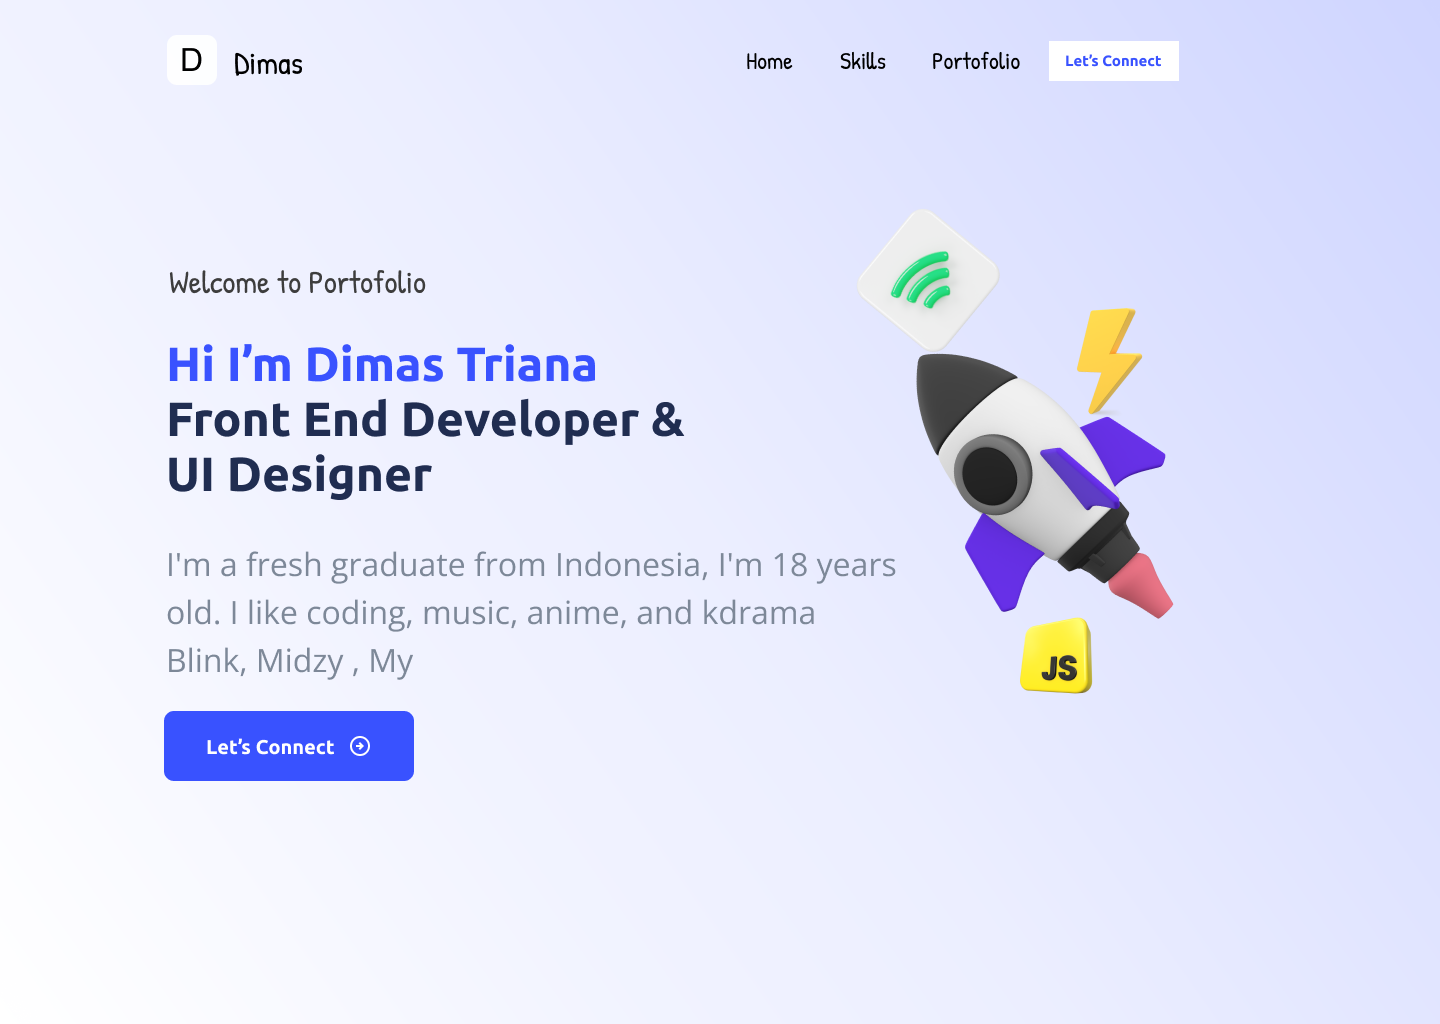 D Dimas Home Skills Portofolio Let's Connect
Welcome to Portofolio
Hi I’m Dimas Triana
Front End Developer &
UI Designer
I'm a fresh graduate from Indonesia, I'm 18 years
old. I like coding, music, anime, and kdrama
Blink, Midzy , My
Let’s Connect
JS